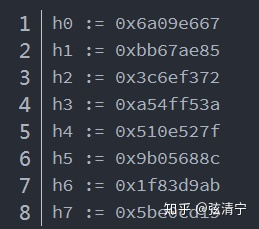 1 h0 := 0x6a09e667
2 h1 := 0xbb67ae85
3 h2 := 0x3c6ef372
4 h3 := 0xa54ff53a
5 h4 := 0x510e527f
6 h5 := 0x9b05688c
7 h6 := 0x1f83d9ab
8 h7 := 0x5be0cd19
知乎 @弦清宁